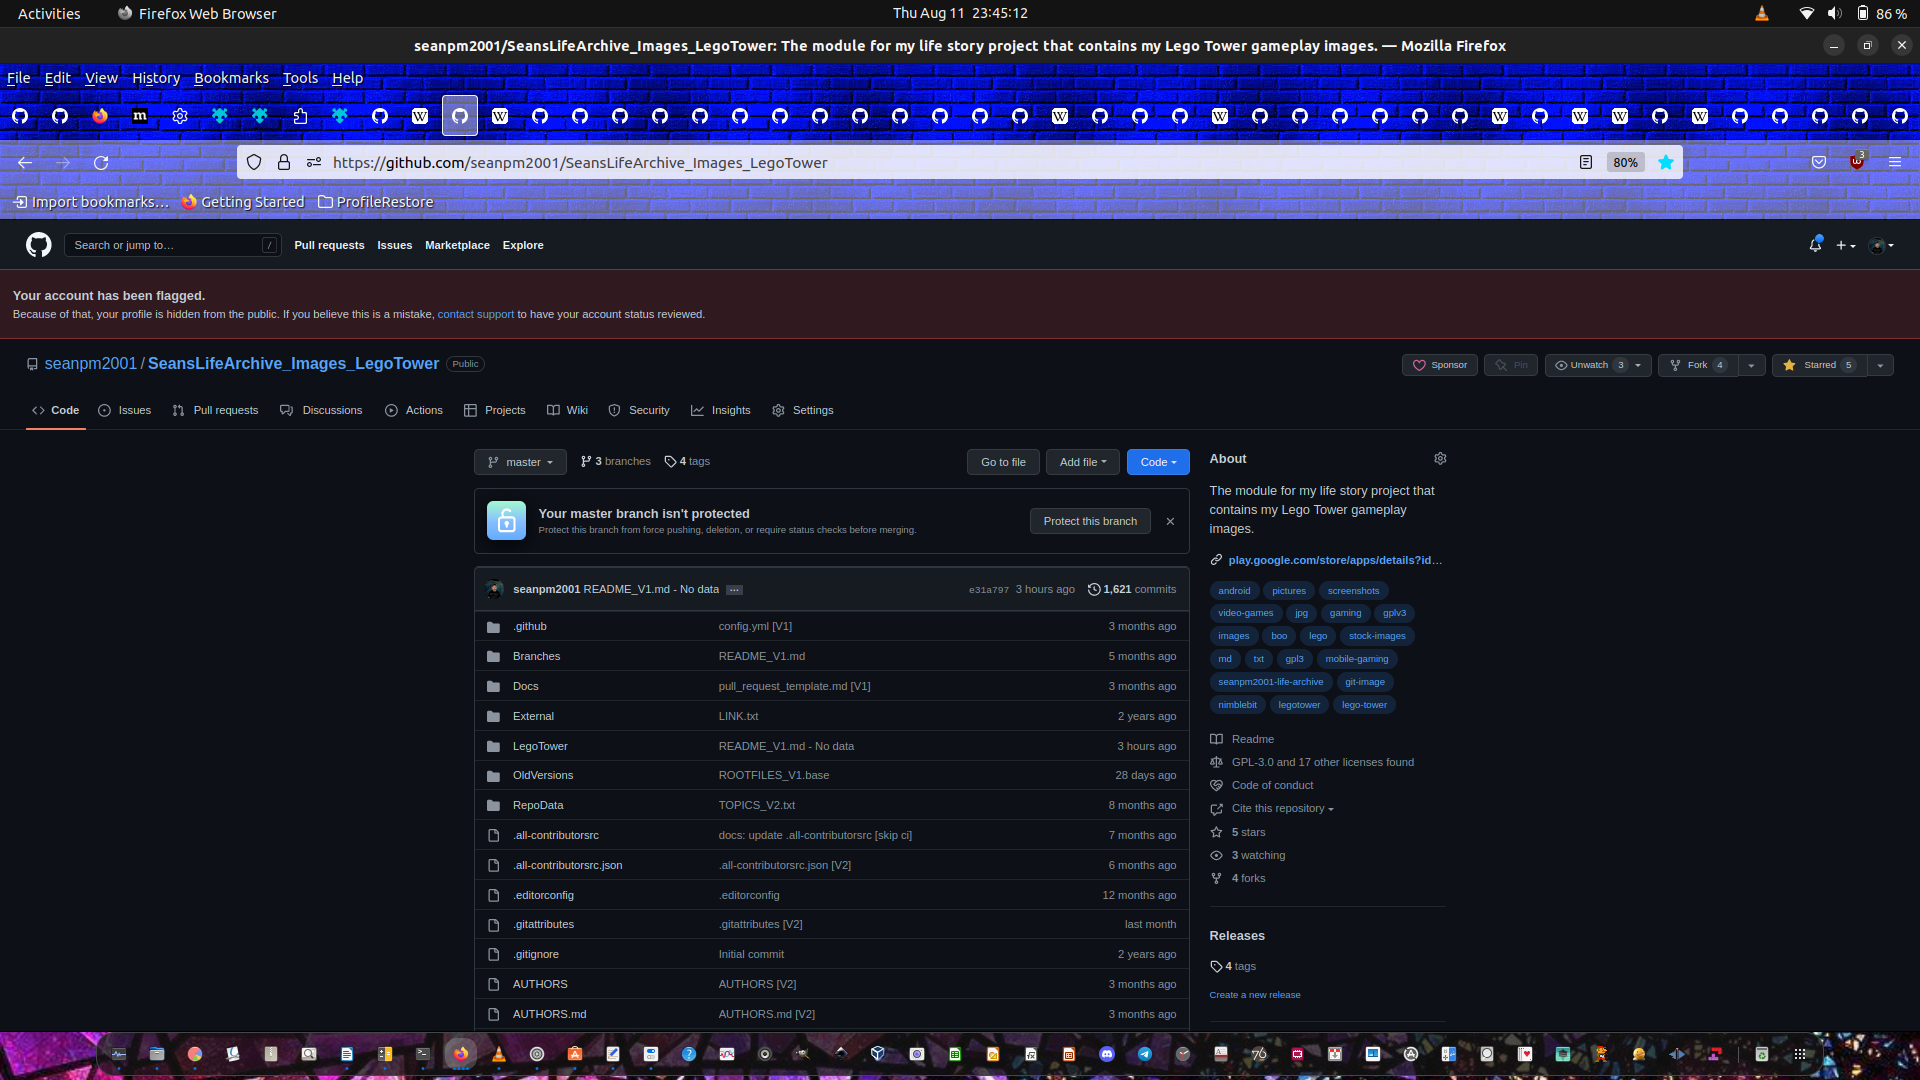 Activities Firefox Web Browser Thu Aug 11 23:45:12 86 %
seanpm2001/SeansLifeArchive_Images_LegoTower: The module for my life story project that contains my Lego Tower gameplay images. — Mozilla Firefox
File Edit View History Bookmarks Tools Help
https://github.com/seanpm2001/SeansLifeArchive_Images_LegoTower 80% 3
Import bookmarks… Getting Started ProfileRestore
Search or jump to… / Pull requests Issues Marketplace Explore
Your account has been flagged.
Because of that, your profile is hidden from the public. If you believe this is a mistake, contact support to have your account status reviewed.
seanpm2001 / SeansLifeArchive_Images_LegoTower Public Sponsor Pin Unwatch 3 Fork 4 Starred 5
Code Issues Pull requests Discussions Actions Projects Wiki Security Insights Settings
master 3 branches 4 tags Go to file Add file Code
Your master branch isn't protected
Protect this branch from force pushing, deletion, or require status checks before merging.
Protect this branch
seanpm2001 README_V1.md - No data … e31a797 3 hours ago 1,621 commits
.github config.yml [V1] 3 months ago
Branches README_V1.md 5 months ago
Docs pull_request_template.md [V1] 3 months ago
External LINK.txt 2 years ago
LegoTower README_V1.md - No data 3 hours ago
OldVersions ROOTFILES_V1.base 28 days ago
RepoData TOPICS_V2.txt 8 months ago
.all-contributorsrc docs: update .all-contributorsrc [skip ci] 7 months ago
.all-contributorsrc.json .all-contributorsrc.json [V2] 6 months ago
.editorconfig .editorconfig 12 months ago
.gitattributes .gitattributes [V2] last month
.gitignore Initial commit 2 years ago
AUTHORS AUTHORS [V2] 3 months ago
AUTHORS.md AUTHORS.md [V2] 3 months ago
About
The module for my life story project that
contains my Lego Tower gameplay
images.
play.google.com/store/apps/details?id…
android pictures screenshots
video-games jpg gaming gplv3
images boo lego stock-images
md txt gpl3 mobile-gaming
seanpm2001-life-archive git-image
nimblebit legotower lego-tower
Readme
GPL-3.0 and 17 other licenses found
Code of conduct
Cite this repository
5 stars
3 watching
4 forks
Releases
4 tags
Create a new release